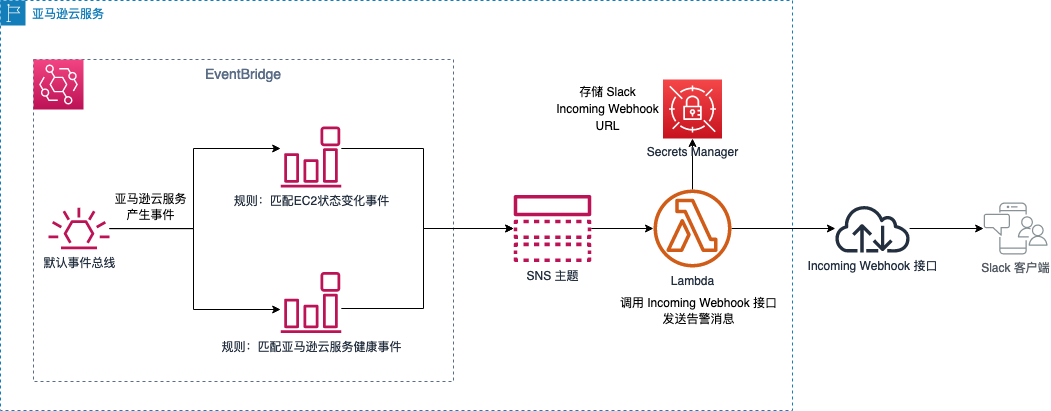 亚马逊云服务
EventBridge
存储 Slack
Incoming Webhook
URL
Secrets Manager
亚马逊云服务
产生事件
规则：匹配EC2状态变化事件
默认事件总线
SNS 主题
Lambda
Incoming Webhook 接口
Slack 客户端
调用 Incoming Webhook 接口
发送告警消息
规则：匹配亚马逊云服务健康事件